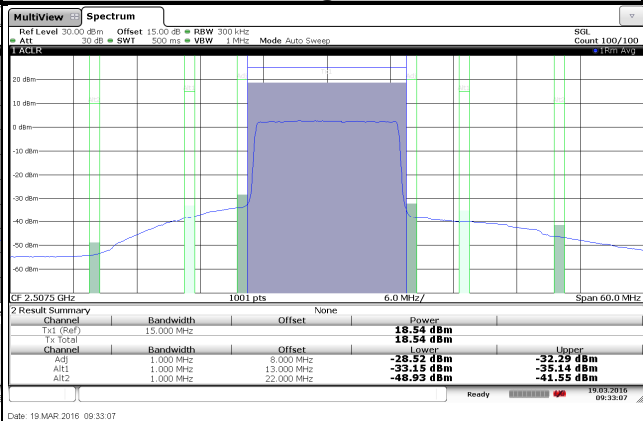 MultiView Spectrum
Ref Level 30.00 dBm Offset 15.00 dB RBW 300 kHz SGL
Att 30 dB SWT 500 ms VBW 1 MHz Mode Auto Sweep Count 100/100
1 ACLR 1Rm Avg
20 dBm
10 dBm
0 dBm
-10 dBm
-20 dBm
-30 dBm
-40 dBm
-50 dBm
-60 dBm
CF 2.5075 GHz 1001 pts 6.0 MHz/ Span 60.0 MHz
2 Result Summary None
Channel Bandwidth Offset Power
Tx1 (Ref) 15.000 MHz 18.54 dBm
Tx Total 18.54 dBm
Channel Bandwidth Offset Lower Upper
Adj 1.000 MHz 8.000 MHz -28.52 dBm -32.29 dBm
Alt1 1.000 MHz 13.000 MHz -33.15 dBm -35.14 dBm
Alt2 1.000 MHz 22.000 MHz -48.93 dBm -41.55 dBm
Ready 19.03.2016
09:33:07
Date: 19.MAR.2016 09:33:07